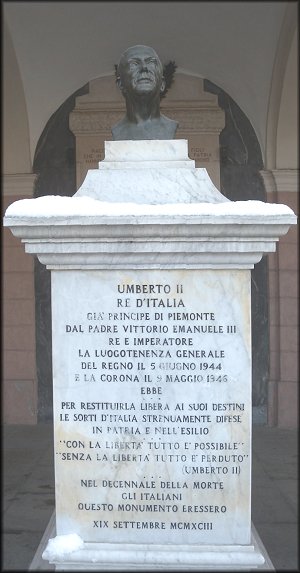 UMBERTO II
RE D'ITALIA
GIÀ PRINCIPE DI PIEMONTE
DAL PADRE VITTORIO EMANUELE III
RE E IMPERATORE
LA LUOGOTENENZA GENERALE
DEL REGNO IL 5 GIUGNO 1944
E LA CORONA IL 9 MAGGIO 1946
EBBE
PER RESTITUIRLA LIBERA AI SUOI DESTINI
LE SORTI D'ITALIA STRENUAMENTE DIFESE
IN PATRIA E NELL'ESILIO
"CON LA LIBERTA' TUTTO E' POSSIBILE"
"SENZA LA LIBERTA' TUTTO E' PERDUTO"
(UMBERTO II)
NEL DECENNALE DELLA MORTE
GLI ITALIANI
QUESTO MONUMENTO ERESSERO
XIX SETTEMBRE MCMXCIII